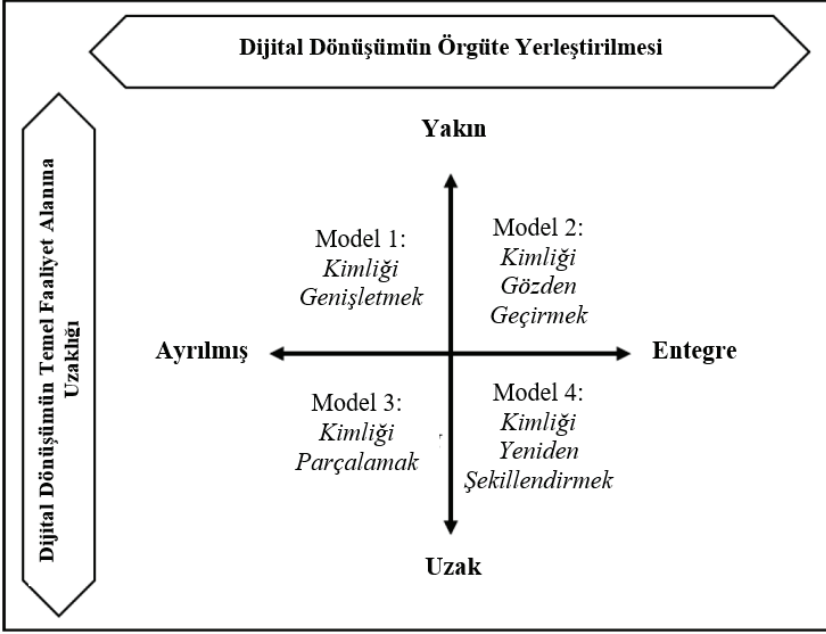 Dijital Dönüşümün Örgüte Yerleştirilmesi
Dijital Dönüşümün Temel Faaliyet Alanına
Uzaklığı
Yakın
Model 1:
Kimliği
Genişletmek
Model 2:
Kimliği
Gözden
Geçirmek
Ayrılmış
Entegre
Model 3:
Kimliği
Parçalamak
Model 4:
Kimliği
Yeniden
Şekillendirmek
Uzak